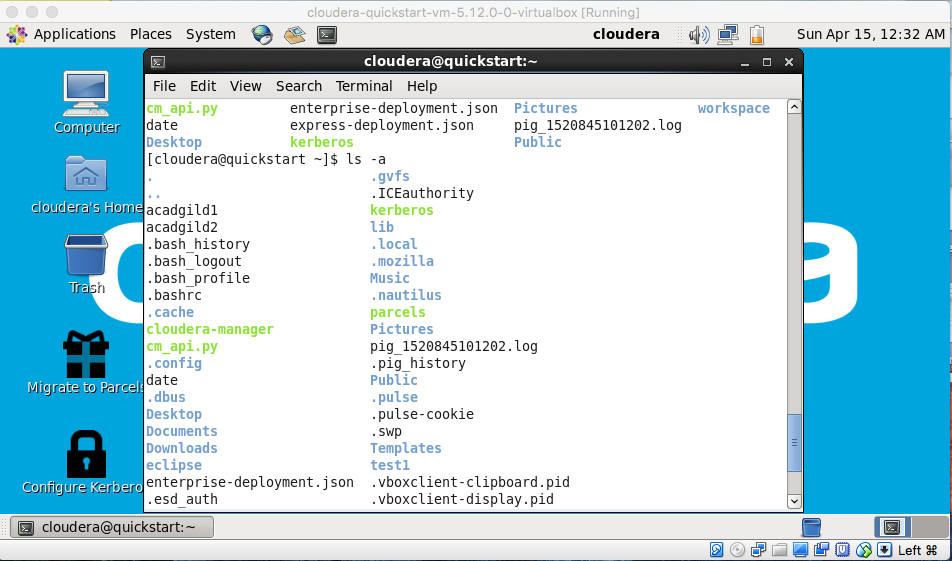 cloudera-quickstart-vm-5.12.0-0-virtualbox [Running]
Applications Places System cloudera Sun Apr 15, 12:32 AM
cloudera@quickstart:~
File Edit View Search Terminal Help
cm_api.py enterprise-deployment.json Pictures workspace
date express-deployment.json pig_1520845101202.log
Desktop kerberos Public
[cloudera@quickstart ~]$ ls -a
. .gvfs
.. .ICEauthority
acadgild1 kerberos
acadgild2 lib
.bash_history .local
.bash_logout .mozilla
.bash_profile Music
.bashrc .nautilus
.cache parcels
cloudera-manager Pictures
cm_api.py pig_1520845101202.log
.config .pig_history
date Public
.dbus .pulse
Desktop .pulse-cookie
Documents .swp
Downloads Templates
eclipse test1
enterprise-deployment.json .vboxclient-clipboard.pid
.esd_auth .vboxclient-display.pid
Computer
cloudera's Home
Trash
Migrate to Parcels
Configure Kerbero
c
a
cloudera@quickstart:~
Left ⌘